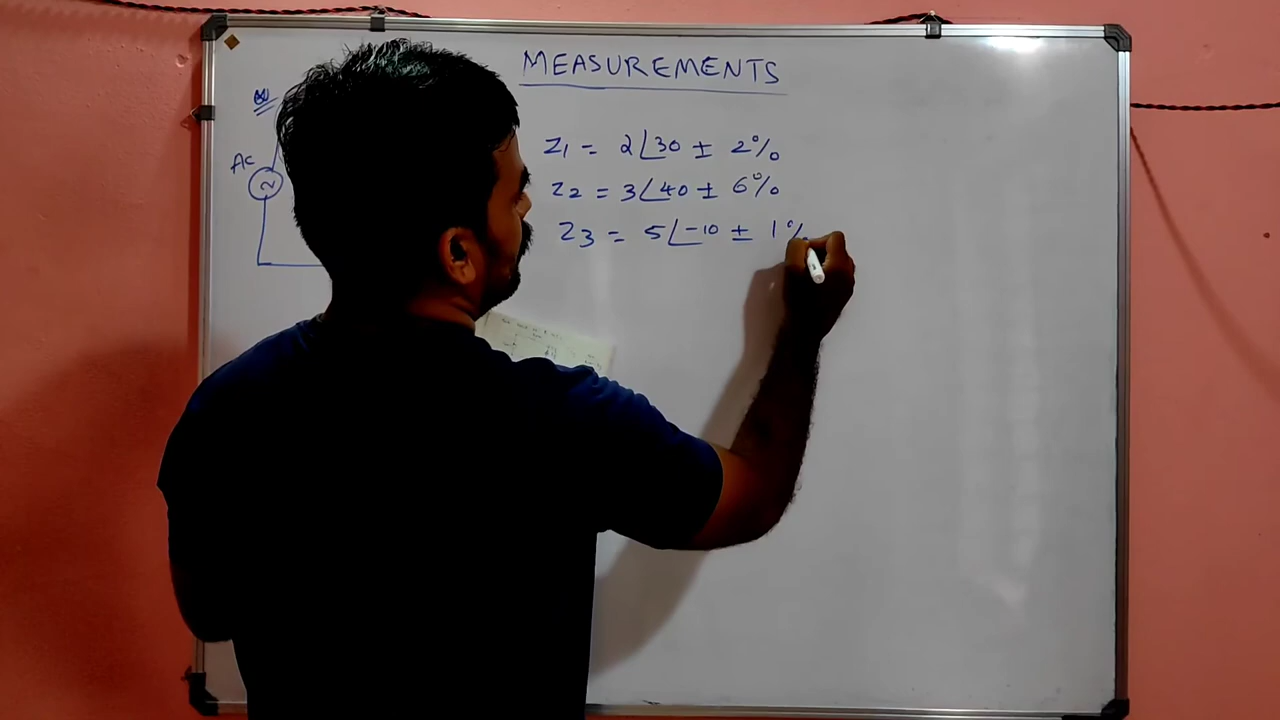 MEASUREMENTS
AC
Z1 = 2∠30 ± 2%
Z2 = 3∠40 ± 6%
Z3 = 5∠-10 ± 1%